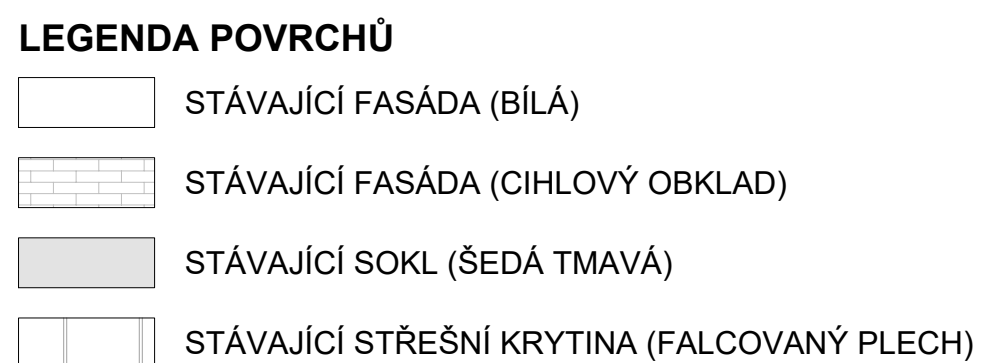 LEGENDA POVRCHŮ
STÁVAJÍCÍ FASÁDA (BÍLÁ)
STÁVAJÍCÍ FASÁDA (CIHLOVÝ OBKLAD)
STÁVAJÍCÍ SOKL (ŠEDÁ TMAVÁ)
STÁVAJÍCÍ STŘEŠNÍ KRYTINA (FALCOVANÝ PLECH)